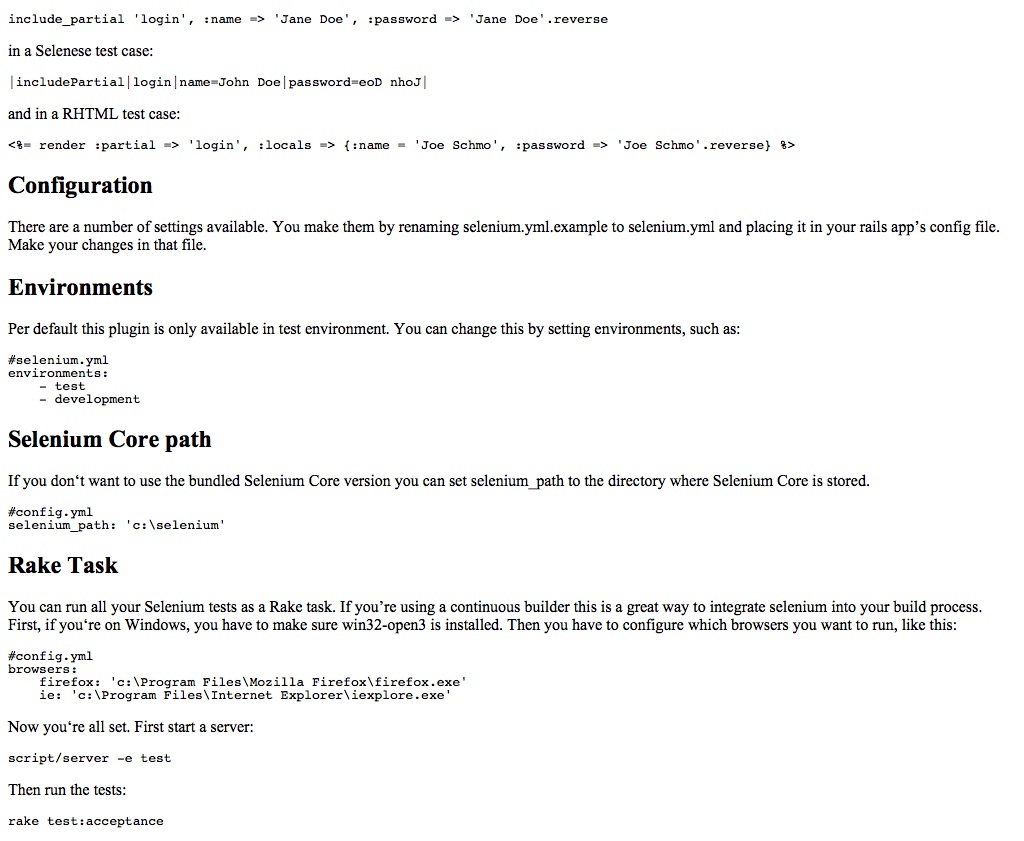 include_partial 'login', :name => 'Jane Doe', :password => 'Jane Doe'.reverse
in a Selenese test case:
|includePartial|login|name=John Doe|password=eoD nhoJ|
and in a RHTML test case:
<%= render :partial => 'login', :locals => {:name = 'Joe Schmo', :password => 'Joe Schmo'.reverse} %>
Configuration
There are a number of settings available. You make them by renaming selenium.yml.example to selenium.yml and placing it in your rails app’s config file.
Make your changes in that file.
Environments
Per default this plugin is only available in test environment. You can change this by setting environments, such as:
#selenium.yml
environments:
    - test
    - development
Selenium Core path
If you don‘t want to use the bundled Selenium Core version you can set selenium_path to the directory where Selenium Core is stored.
#config.yml
selenium_path: 'c:\selenium'
Rake Task
You can run all your Selenium tests as a Rake task. If you’re using a continuous builder this is a great way to integrate selenium into your build process.
First, if you‘re on Windows, you have to make sure win32-open3 is installed. Then you have to configure which browsers you want to run, like this:
#config.yml
browsers:
    firefox: 'c:\Program Files\Mozilla Firefox\firefox.exe'
    ie: 'c:\Program Files\Internet Explorer\iexplore.exe'
Now you‘re all set. First start a server:
script/server -e test
Then run the tests:
rake test:acceptance